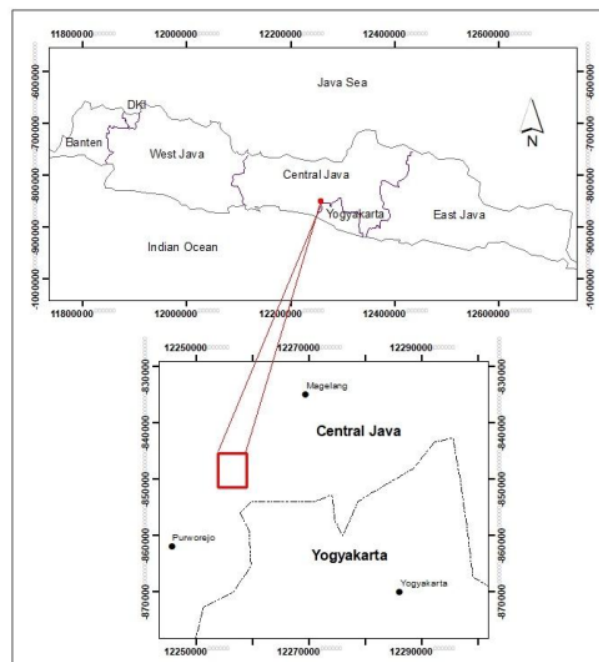 11800000 12000000 12200000 12400000 12600000
Java Sea
DKI
Banten
West Java
Central Java
Yogyakarta
East Java
Indian Ocean
N
-600000
-700000
-800000
-900000
-1000000
11800000 12000000 12200000 12400000 12600000
12250000 12270000 12290000
Magelang
Central Java
Purworejo
Yogyakarta
Yogyakarta
-830000
-840000
-850000
-860000
-870000
12250000 12270000 12290000